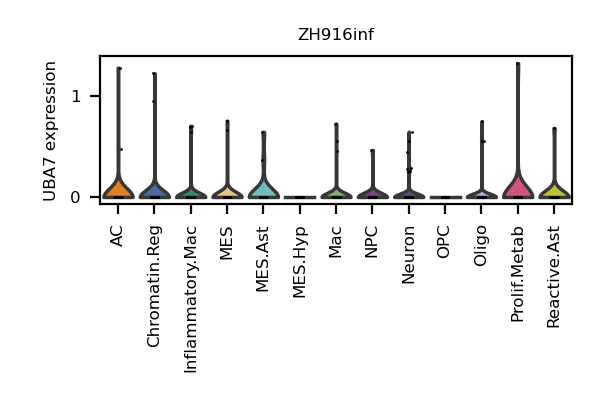 ZH916inf
UBA7 expression
1
0
AC
Chromatin.Reg
Inflammatory.Mac
MES
MES.Ast
MES.Hyp
Mac
NPC
Neuron
OPC
Oligo
Prolif.Metab
Reactive.Ast